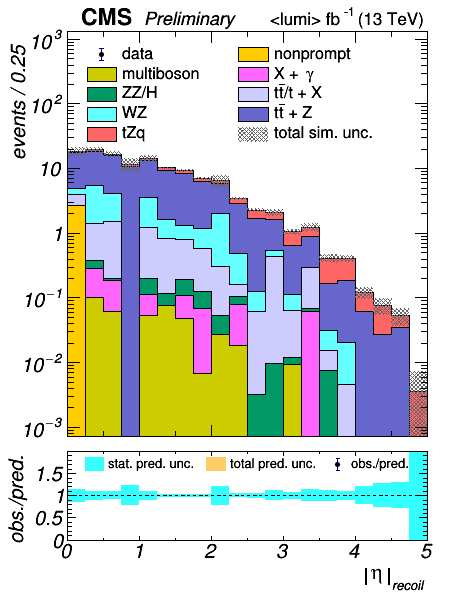 CMS Preliminary <lumi> fb⁻¹ (13 TeV)
events / 0.25
10³
10²
10
1
10⁻¹
10⁻²
10⁻³
data
multiboson
ZZ/H
WZ
tZq
nonprompt
X + γ
tt̄/t + X
tt̄ + Z
total sim. unc.
obs./pred.
1.5
1
0.5
0
stat. pred. unc. total pred. unc. obs./pred.
0 1 2 3 4 5
|η|recoil